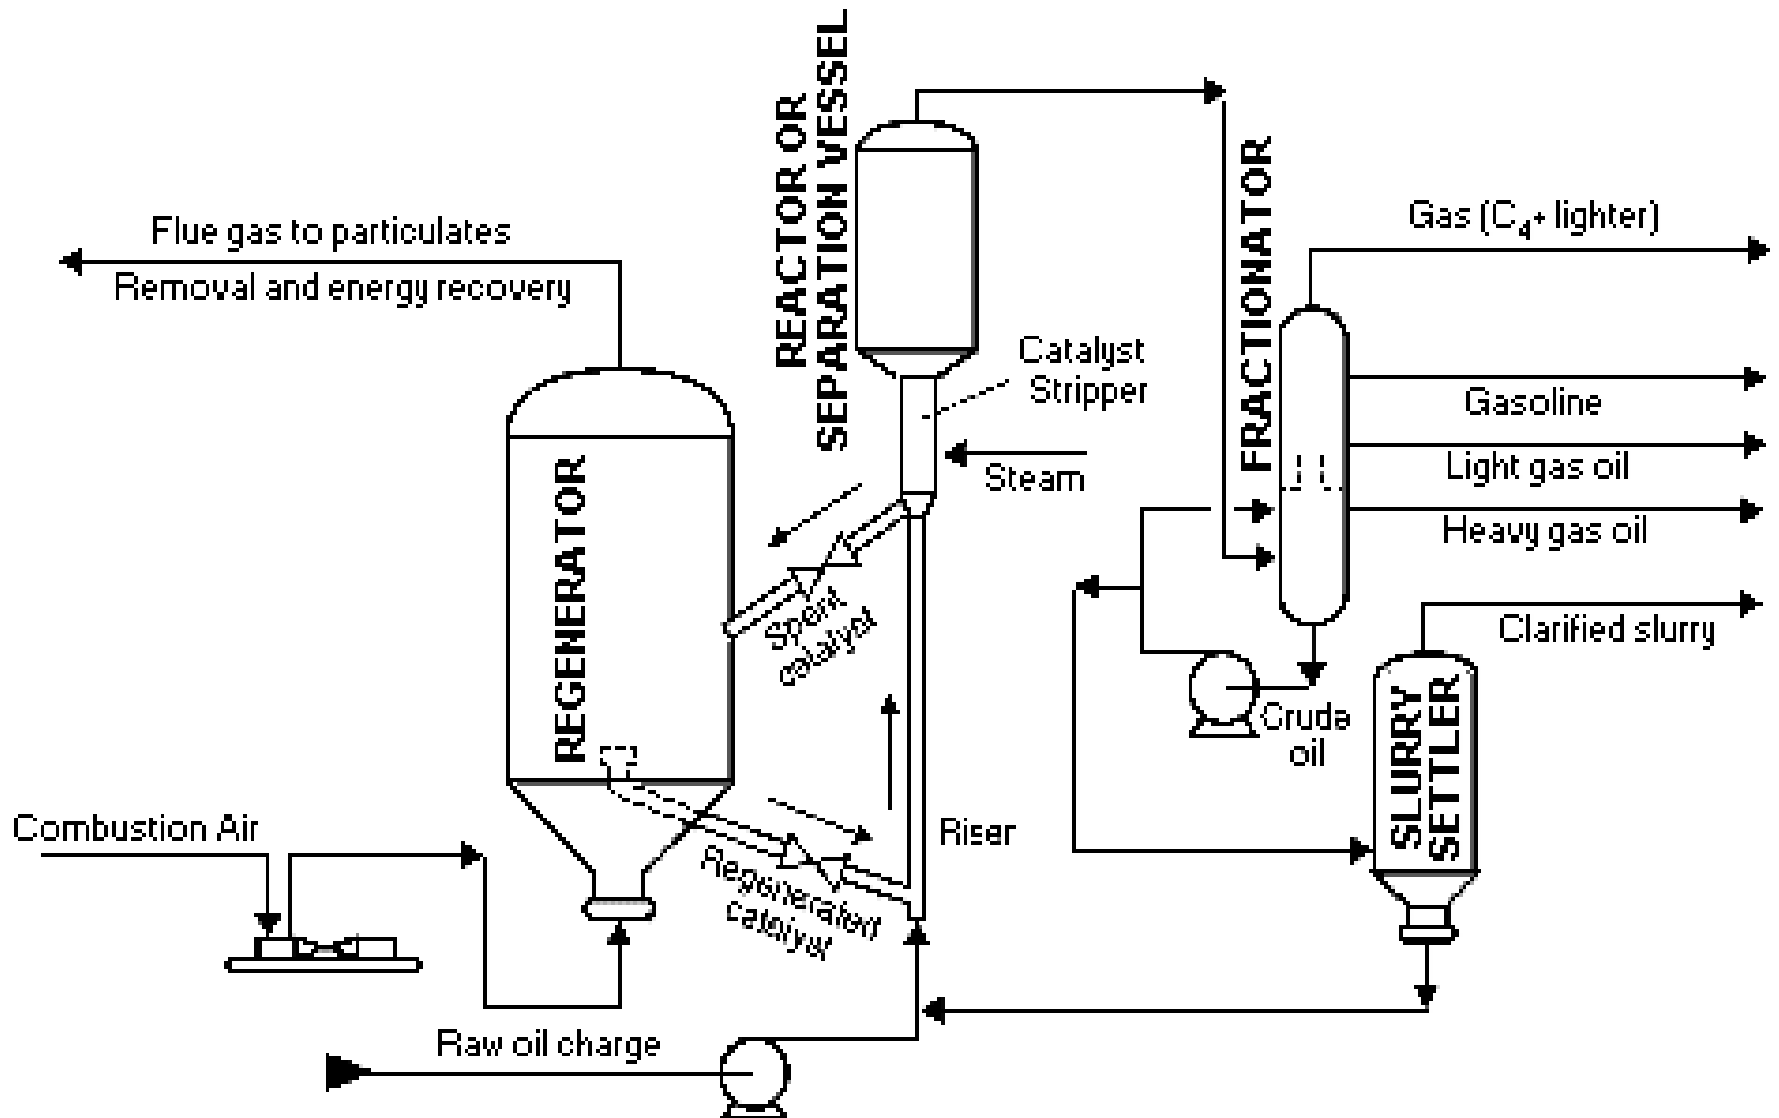 REACTOR OR
SEPARATION VESSEL
FRACTIONATOR
Gas (C₄+ lighter)
Flue gas to particulates
Removal and energy recovery
Catalyst
Stripper
Gasoline
Light gas oil
Steam
Heavy gas oil
REGENERATOR
Spent
catalyst
Clarified slurry
Crude
oil
SLURRY
SETTLER
Combustion Air
Riser
Regenerated
catalyst
Raw oil charge